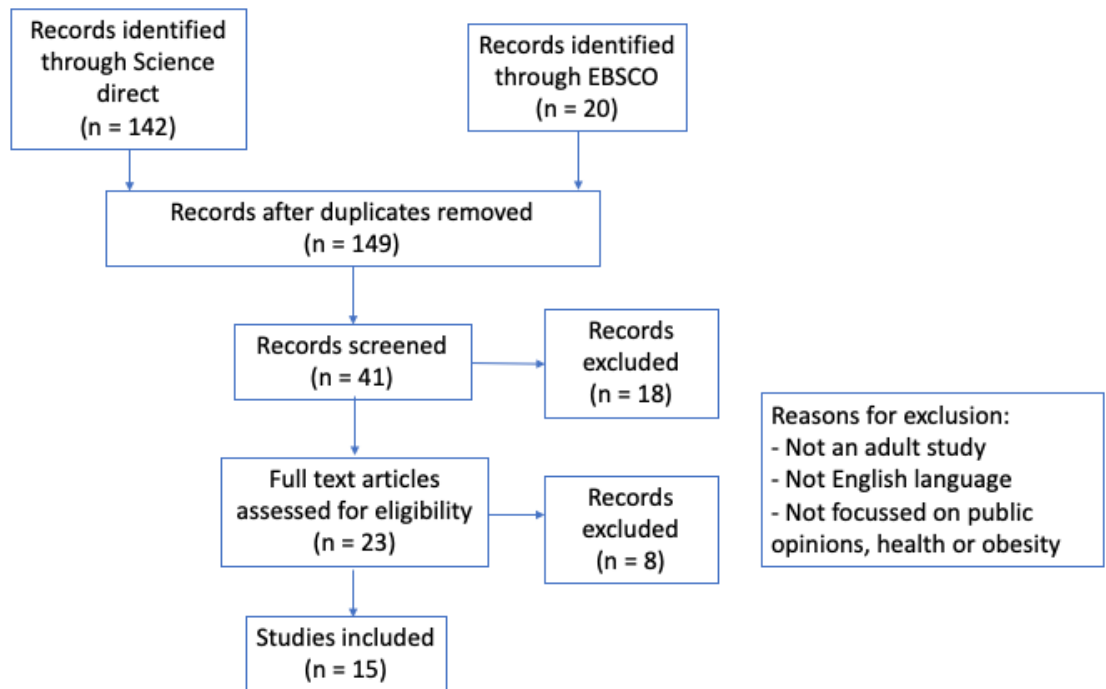 Records identified
through Science
direct
(n = 142)
Records identified
through EBSCO
(n = 20)
Records after duplicates removed
(n = 149)
Records screened
(n = 41)
Records
excluded
(n = 18)
Full text articles
assessed for eligibility
(n = 23)
Records
excluded
(n = 8)
Reasons for exclusion:
- Not an adult study
- Not English language
- Not focussed on public
opinions, health or obesity
Studies included
(n = 15)